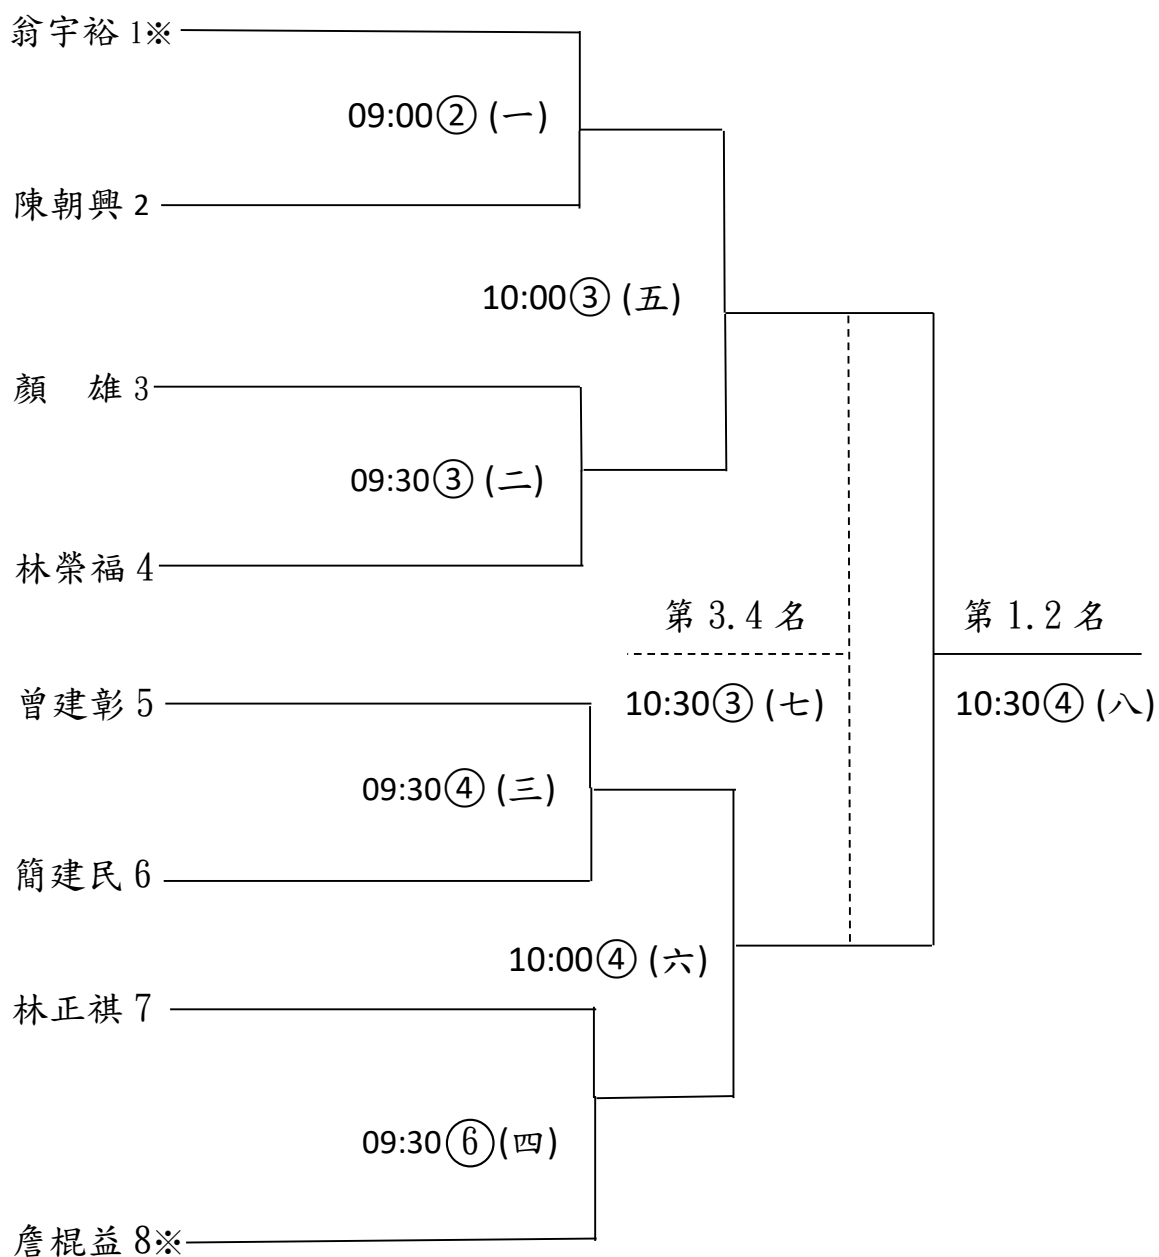 翁宇裕 1※
09:00② (一)
陳朝興 2
10:00③ (五)
顏　雄 3
09:30③ (二)
林榮福 4
第 3.4 名
第 1.2 名
曾建彰 5
10:30③ (七)
10:30④ (八)
09:30④ (三)
簡建民 6
10:00④ (六)
林正祺 7
09:30⑥(四)
詹棍益 8※